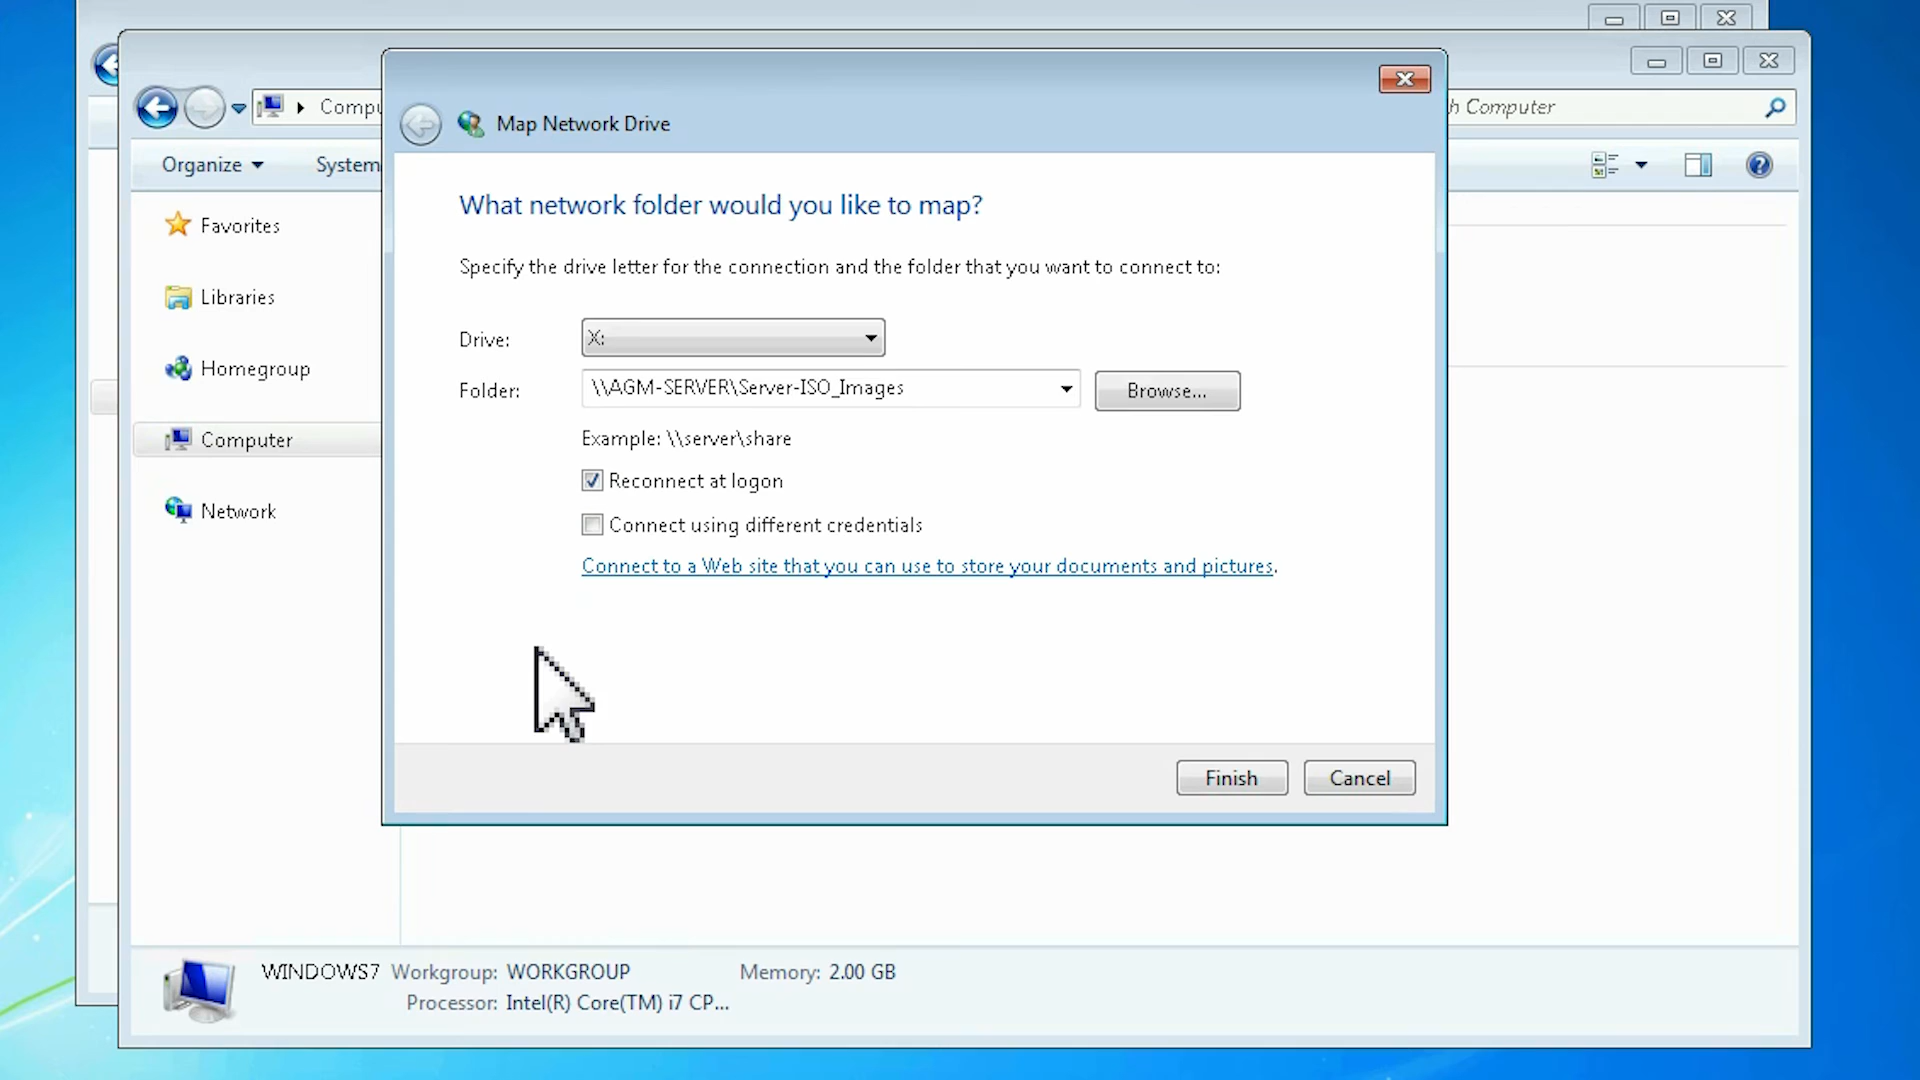 Compu
h Computer
Organize
System
Favorites
Libraries
Homegroup
Computer
Network
Map Network Drive
What network folder would you like to map?
Specify the drive letter for the connection and the folder that you want to connect to:
Drive: X:
Folder: \\AGM-SERVER\Server-ISO_Images Browse...
Example: \\server\share
Reconnect at logon
Connect using different credentials
Connect to a Web site that you can use to store your documents and pictures.
Finish Cancel
WINDOWS7 Workgroup: WORKGROUP Memory: 2.00 GB
Processor: Intel(R) Core(TM) i7 CP...